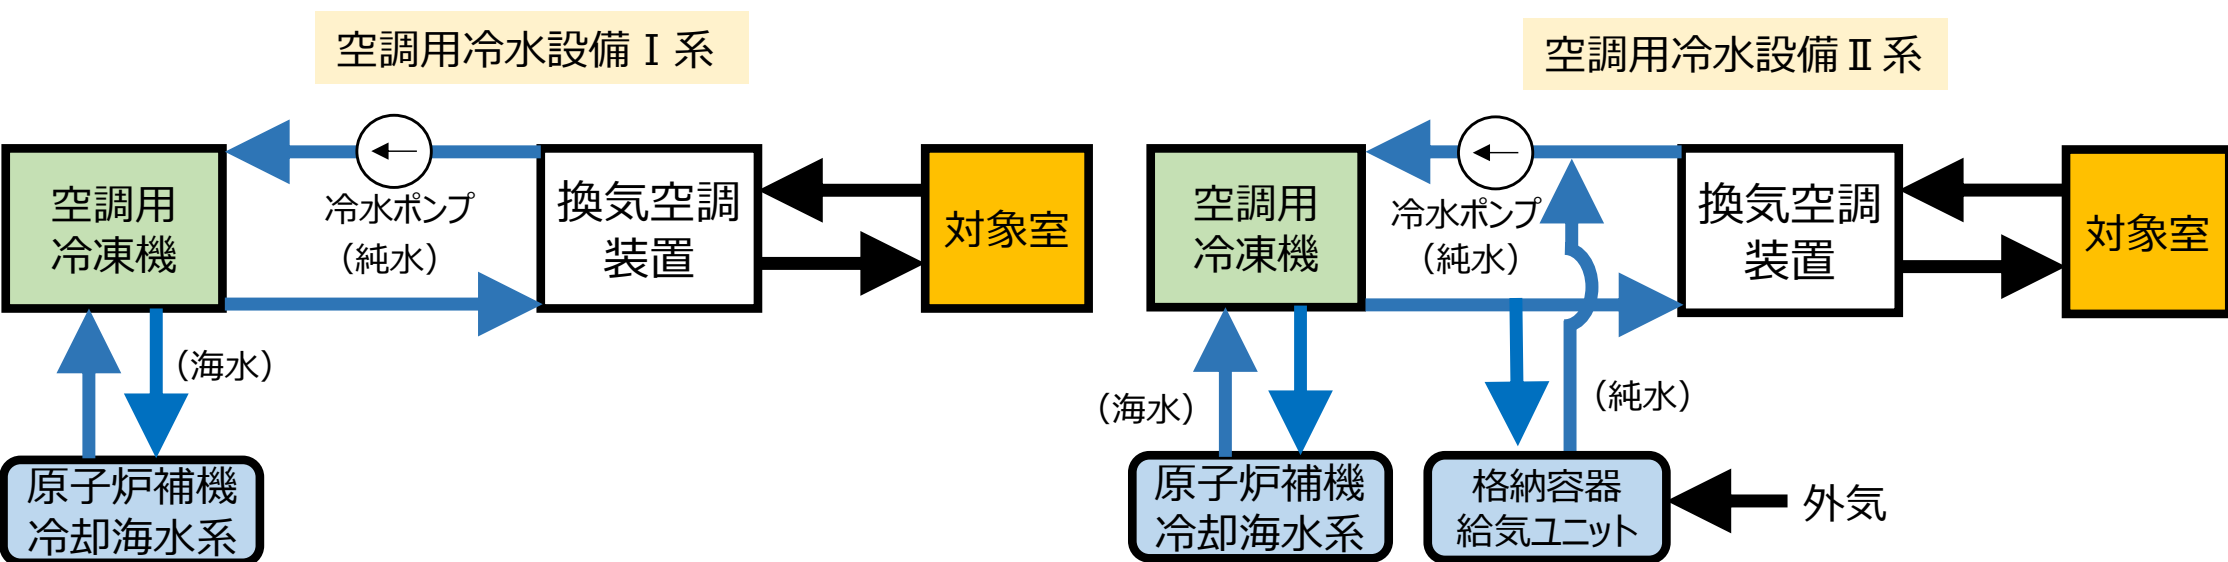 空調用冷水設備Ⅰ系
空調用
冷凍機
冷水ポンプ
（純水）
換気空調
装置
対象室
（海水）
原子炉補機
冷却海水系
空調用冷水設備Ⅱ系
空調用
冷凍機
冷水ポンプ
（純水）
換気空調
装置
対象室
（海水）
（純水）
原子炉補機
冷却海水系
格納容器
給気ユニット
外気